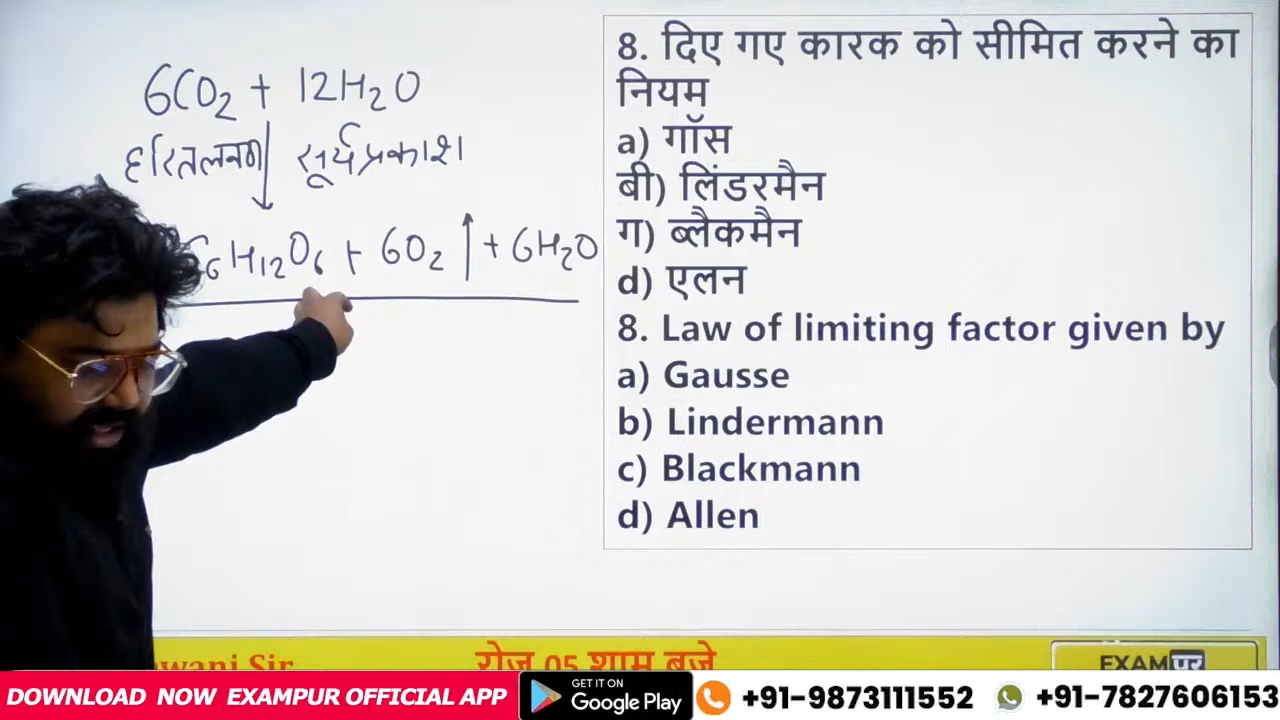 6CO2 + 12H2O
हरितलवक सूर्यप्रकाश
6H12O6 + 6O2 ↑ + 6H2O
8. दिए गए कारक को सीमित करने का
नियम
a) गॉस
बी) लिंडरमैन
ग) ब्लैकमैन
d) एलन
8. Law of limiting factor given by
a) Gausse
b) Lindermann
c) Blackmann
d) Allen
Sir
रोज 05 शाम बजे
EXAMपुर
DOWNLOAD NOW EXAMPUR OFFICIAL APP
GET IT ON
Google Play
+91-9873111552
+91-7827606153